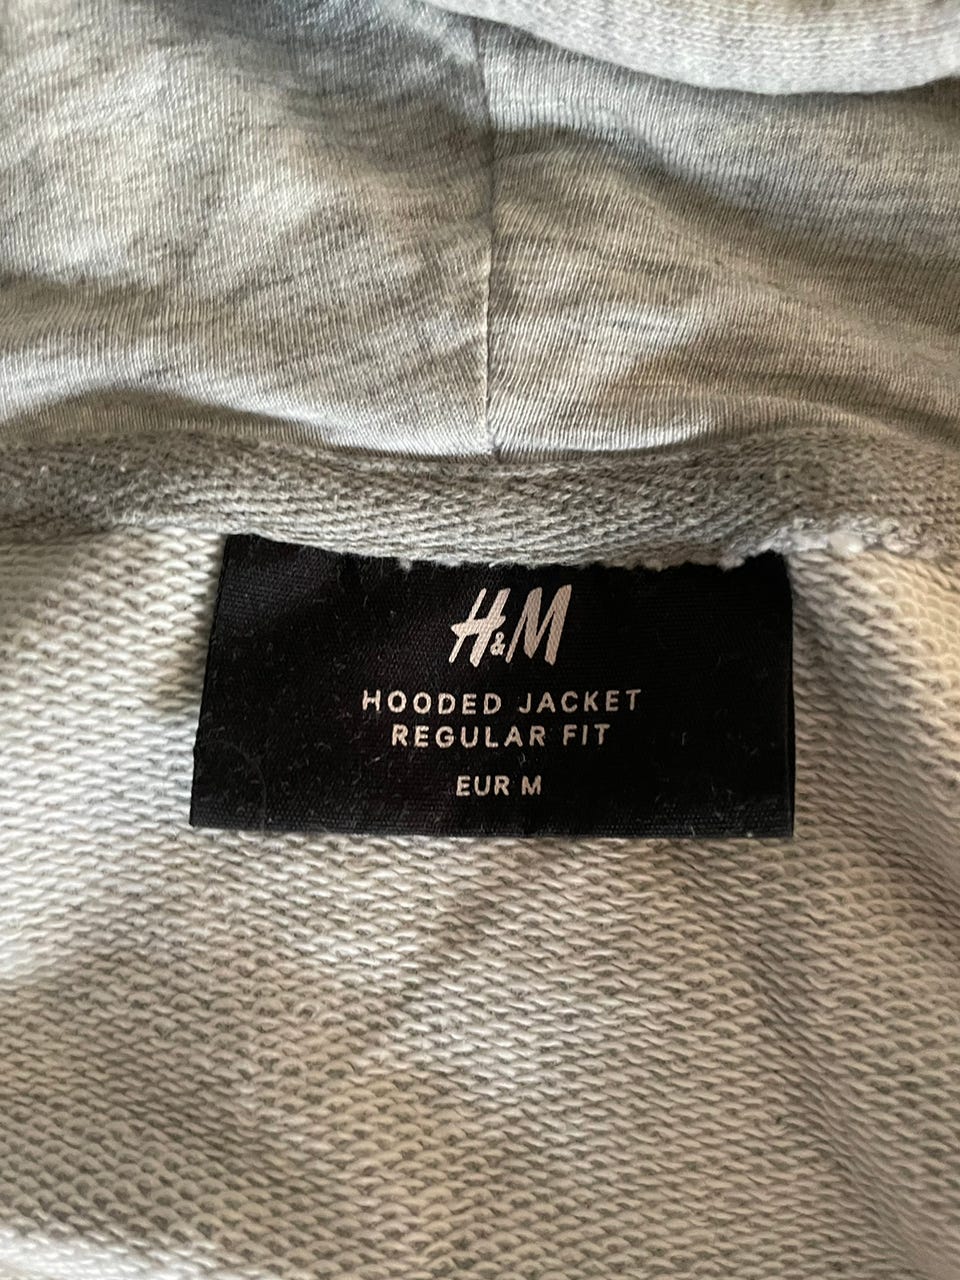 H&M
HOODED JACKET
REGULAR FIT
EUR M